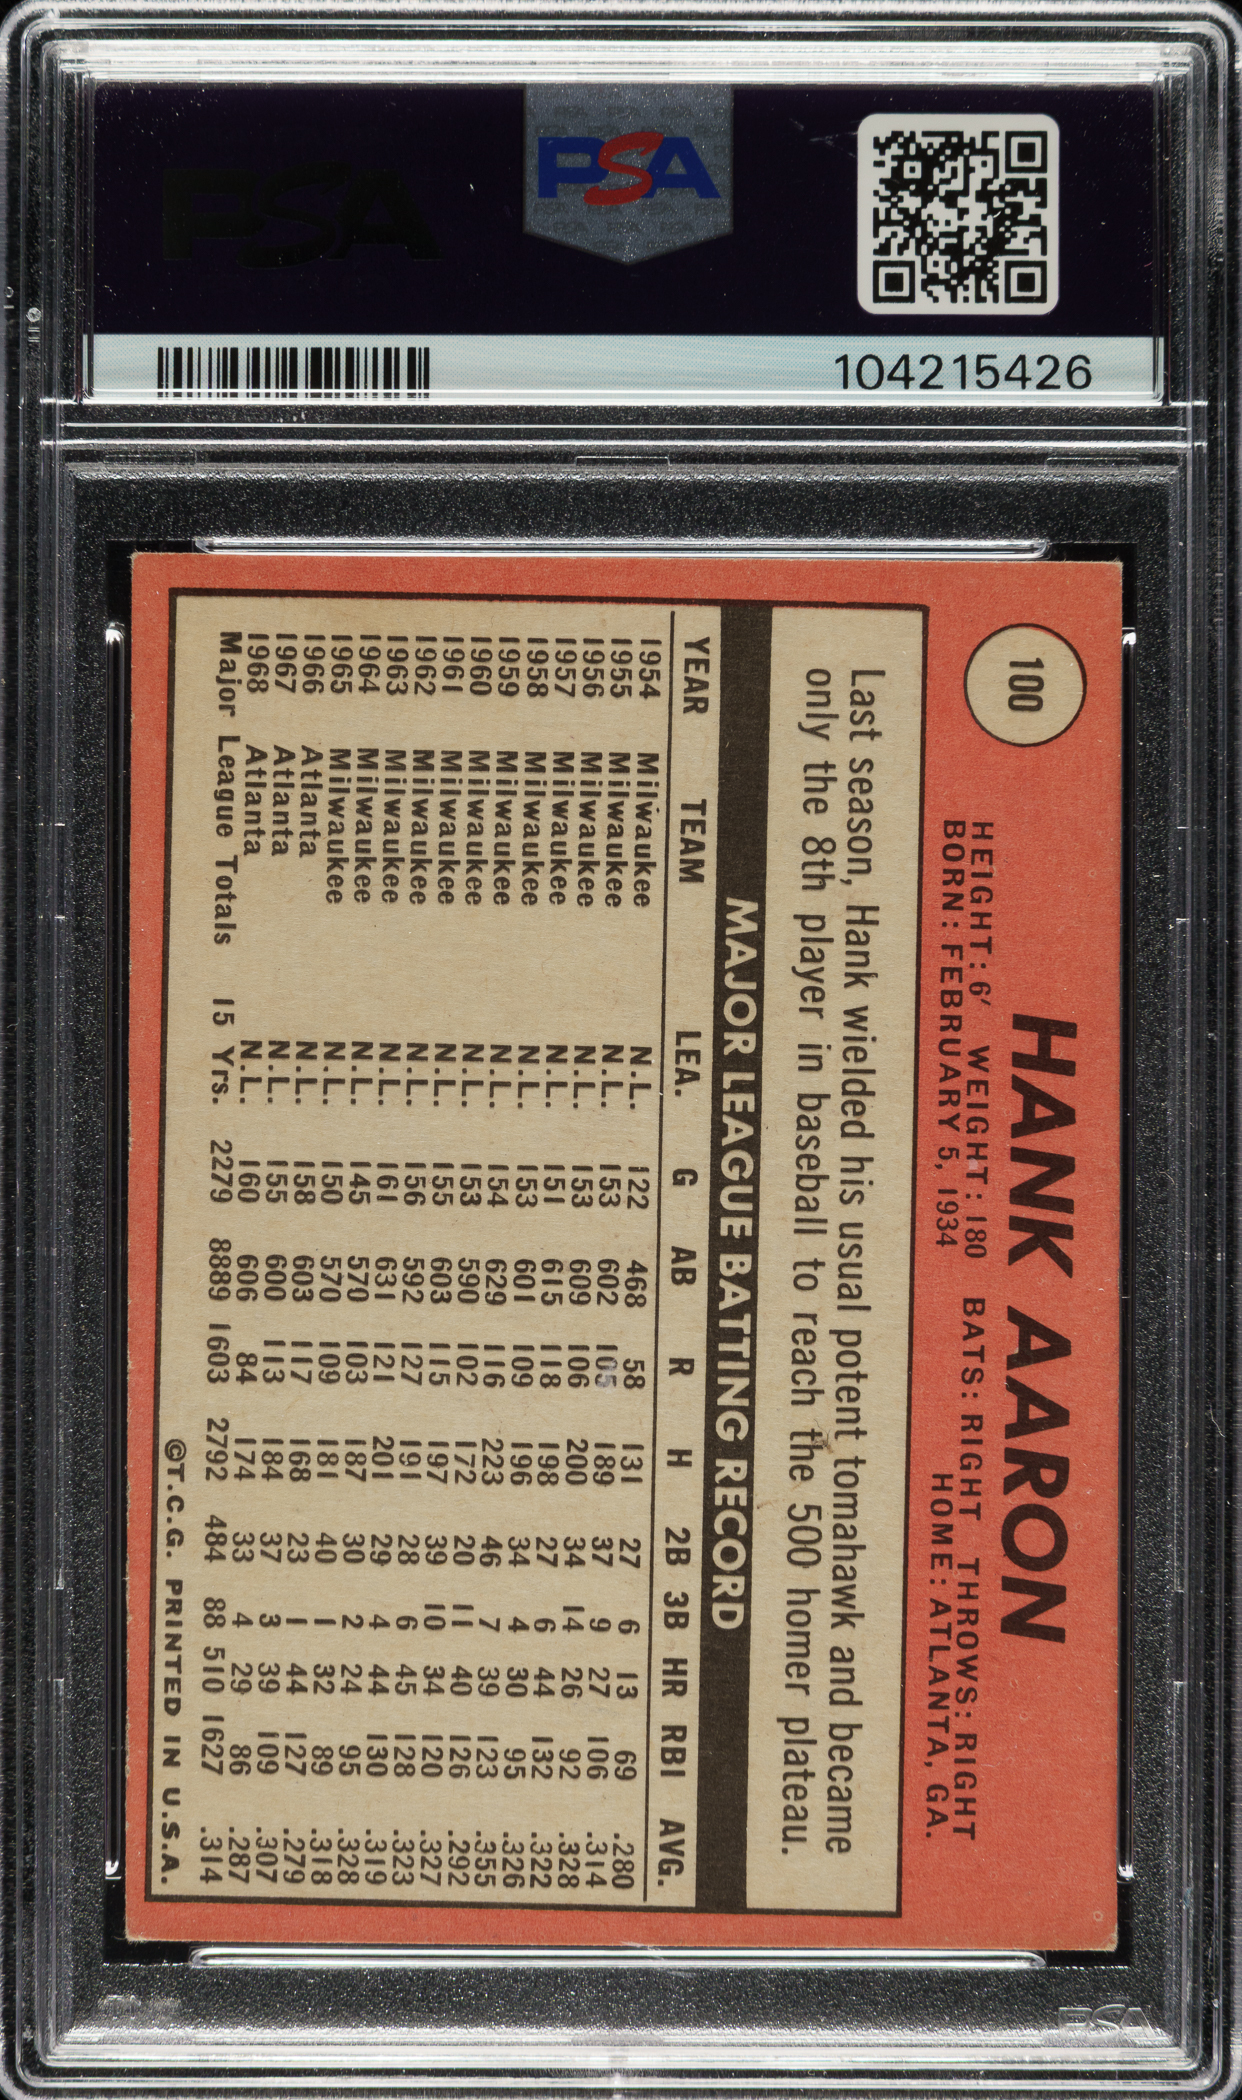 PSA
PSA
104215426
100
HANK AARON
HEIGHT: 6' WEIGHT: 180 BATS: RIGHT THROWS: RIGHT
BORN: FEBRUARY 5, 1934 HOME: ATLANTA, GA.
Last season, Hank wielded his usual potent tomahawk and became
only the 8th player in baseball to reach the 500 homer plateau.
MAJOR LEAGUE BATTING RECORD
YEAR TEAM LEA. G AB R H 2B 3B HR RBI AVG.
1954 Milwaukee N.L. 122 468 58 131 27 6 13 69 .280
1955 Milwaukee N.L. 153 602 105 189 37 9 27 106 .314
1956 Milwaukee N.L. 153 609 106 200 34 14 26 92 .328
1957 Milwaukee N.L. 151 615 118 198 27 6 44 132 .322
1958 Milwaukee N.L. 153 601 109 196 34 4 30 95 .326
1959 Milwaukee N.L. 154 629 116 223 46 7 39 123 .355
1960 Milwaukee N.L. 153 590 102 172 20 11 40 126 .292
1961 Milwaukee N.L. 155 603 115 197 39 10 34 120 .327
1962 Milwaukee N.L. 156 592 127 191 28 6 45 128 .323
1963 Milwaukee N.L. 161 631 121 201 29 4 44 130 .319
1964 Milwaukee N.L. 145 570 103 187 30 2 24 95 .328
1965 Milwaukee N.L. 150 570 109 181 40 1 32 89 .318
1966 Atlanta N.L. 158 603 117 168 23 1 44 127 .279
1967 Atlanta N.L. 155 600 113 184 37 3 39 109 .307
1968 Atlanta N.L. 160 606 84 174 33 4 29 86 .287
Major League Totals 15 Yrs. 2279 8889 1603 2792 484 88 510 1627 .314
©T.C.G. PRINTED IN U.S.A.
PSA